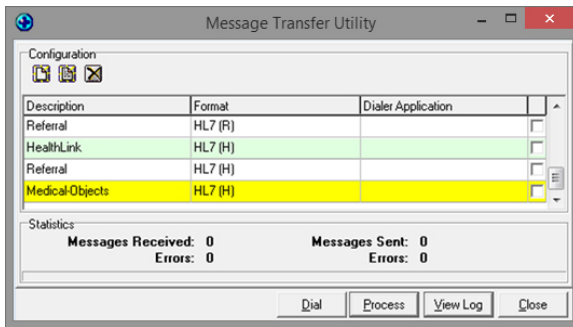 Message Transfer Utility
Configuration
Description Format Dialer Application
Referral HL7 (R)
HealthLink HL7 (H)
Referral HL7 (H)
Medical-Objects HL7 (H)
Statistics
Messages Received: 0 Messages Sent: 0
Errors: 0 Errors: 0
Dial Process View Log Close